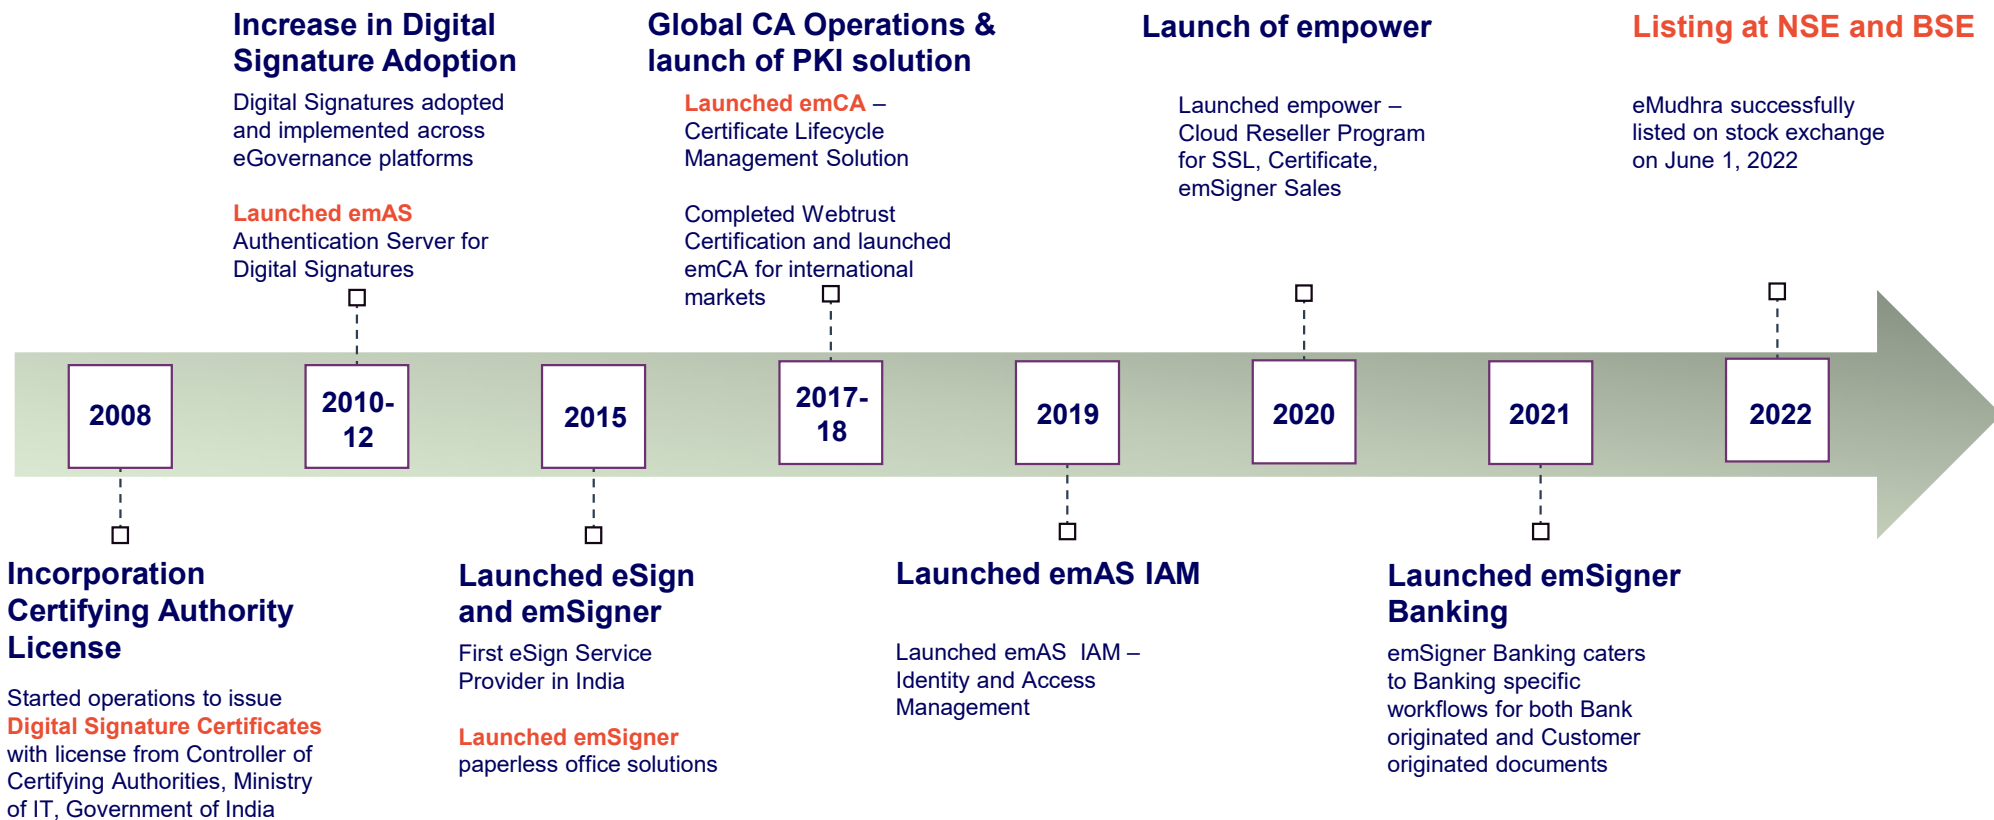 Increase in Digital
Signature Adoption
Digital Signatures adopted
and implemented across
eGovernance platforms
Launched emAS
Authentication Server for
Digital Signatures
Global CA Operations &
launch of PKI solution
Launched emCA –
Certificate Lifecycle
Management Solution
Completed Webtrust
Certification and launched
emCA for international
markets
Launch of empower
Launched empower –
Cloud Reseller Program
for SSL, Certificate,
emSigner Sales
Listing at NSE and BSE
eMudhra successfully
listed on stock exchange
on June 1, 2022
2008
2010-
12
2015
2017-
18
2019
2020
2021
2022
Incorporation
Certifying Authority
License
Started operations to issue
Digital Signature Certificates
with license from Controller of
Certifying Authorities, Ministry
of IT, Government of India
Launched eSign
and emSigner
First eSign Service
Provider in India
Launched emSigner
paperless office solutions
Launched emAS IAM
Launched emAS  IAM –
Identity and Access
Management
Launched emSigner
Banking
emSigner Banking caters
to Banking specific
workflows for both Bank
originated and Customer
originated documents